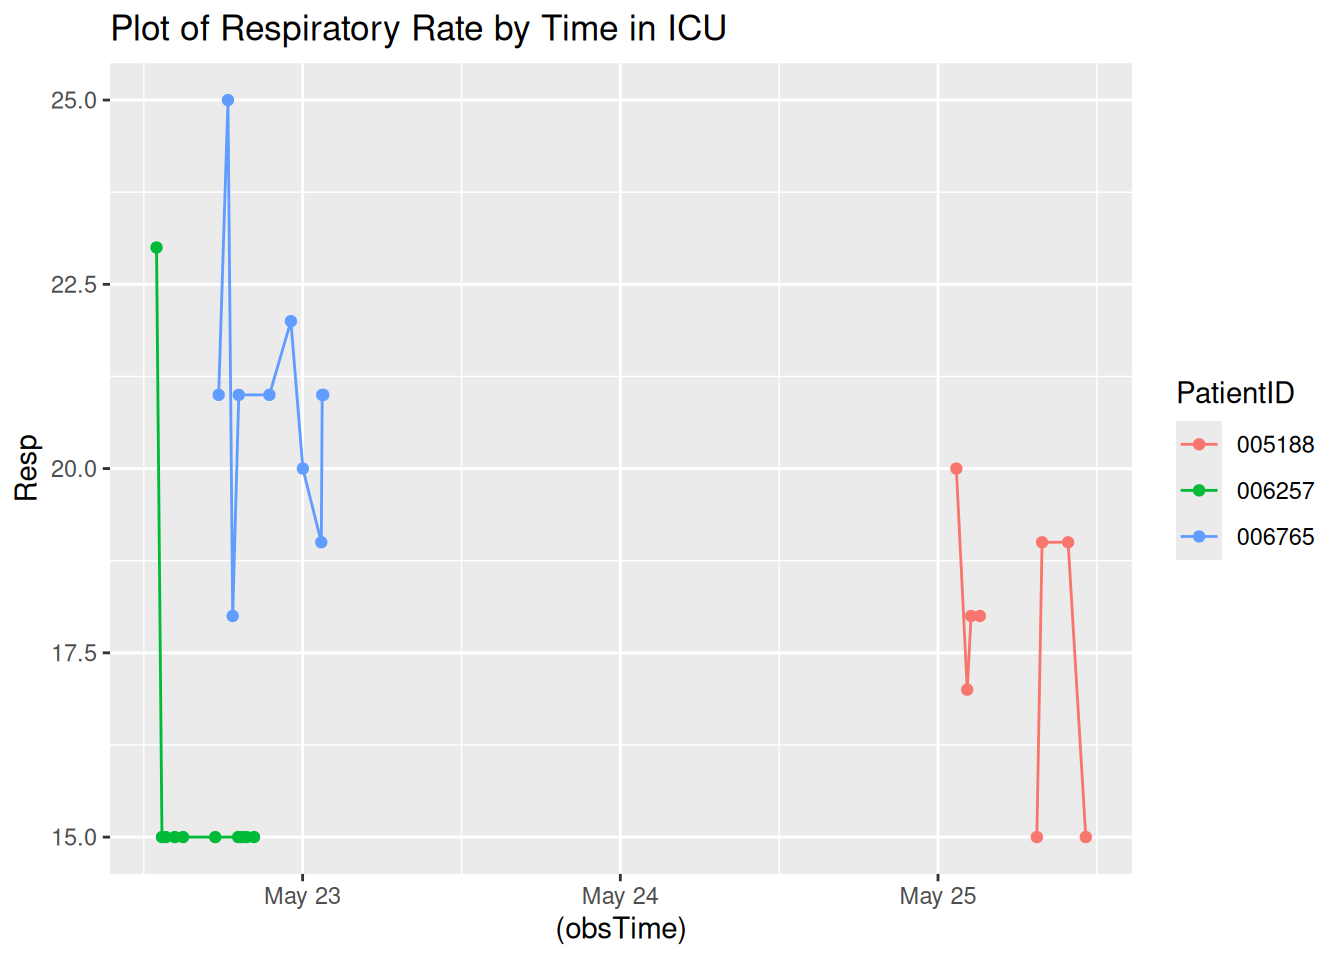 Plot of Respiratory Rate by Time in ICU
25.0
22.5
20.0
17.5
15.0
Resp
May 23
May 24
May 25
(obsTime)
PatientID
005188
006257
006765